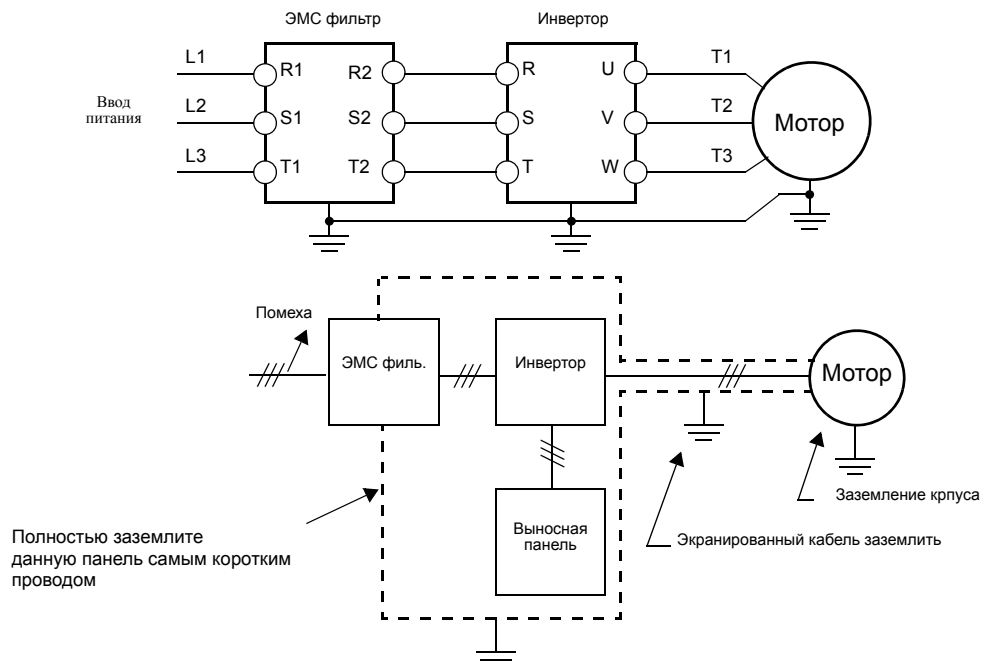 ЭМС фильтр
Инвертор
L1
R1
R2
R
U
T1
Ввод
питания
L2
S1
S2
S
V
T2
Мотор
L3
T1
T2
T
W
T3
Помеха
ЭМС филь.
Инвертор
Мотор
Заземление крпуса
Выносная
панель
Экранированный кабель заземлить
Полностью заземлите
данную панель самым коротким
проводом